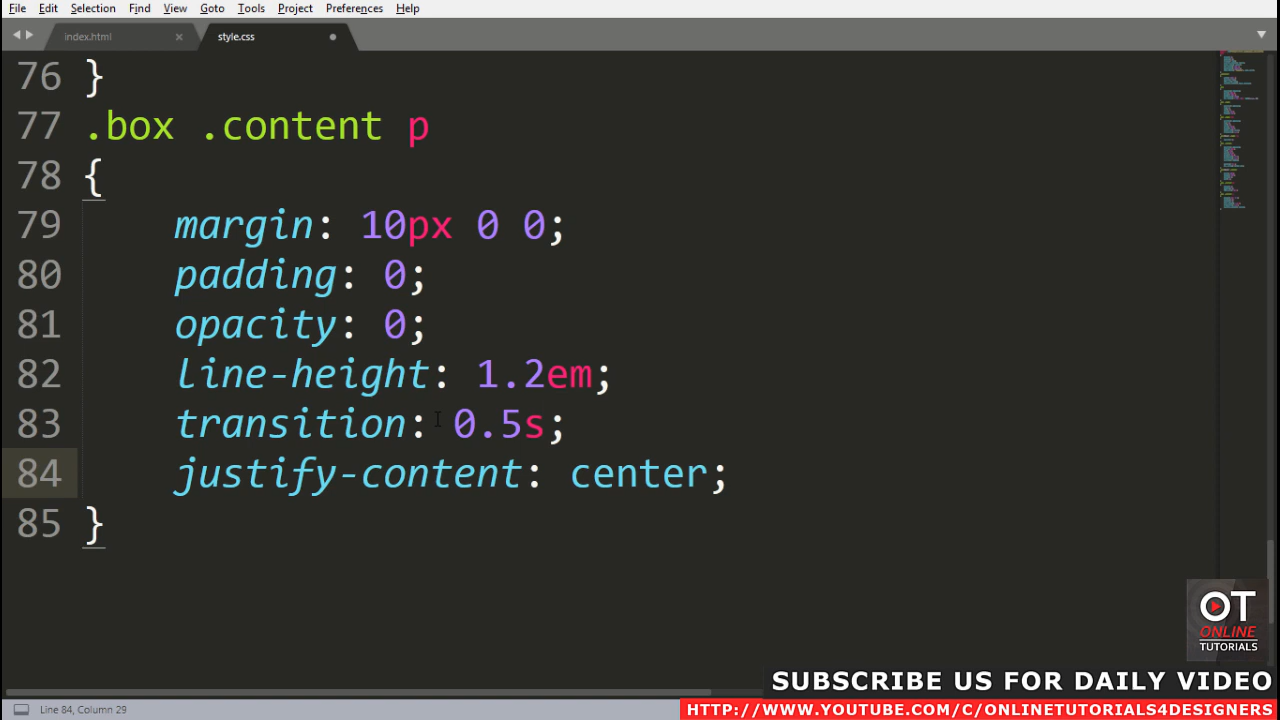 File Edit Selection Find View Goto Tools Project Preferences Help
index.html × style.css
76 }
77 .box .content p
78 {
79 margin: 10px 0 0;
80 padding: 0;
81 opacity: 0;
82 line-height: 1.2em;
83 transition: 0.5s;
84 justify-content: center;
85 }
OT
ONLINE
TUTORIALS
SUBSCRIBE US FOR DAILY VIDEO
Line 84, Column 29
HTTP://WWW.YOUTUBE.COM/C/ONLINETUTORIALS4DESIGNERS